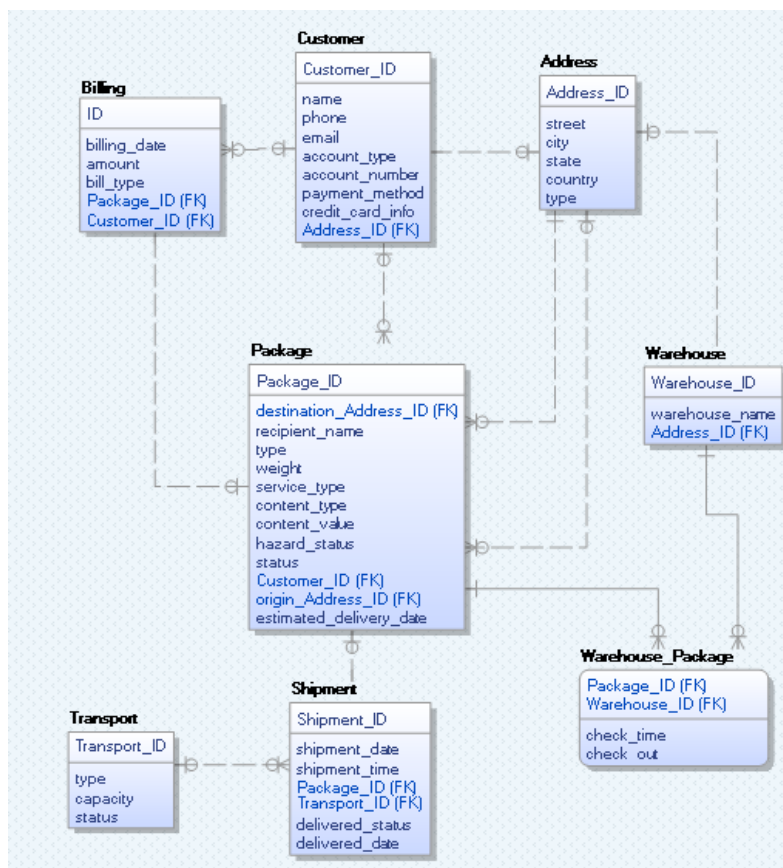 Customer
Customer_ID
name
phone
email
account_type
account_number
payment_method
credit_card_info
Address_ID (FK)
Address
Address_ID
street
city
state
country
type
Billing
ID
billing_date
amount
bill_type
Package_ID (FK)
Customer_ID (FK)
Package
Package_ID
destination_Address_ID (FK)
recipient_name
type
weight
service_type
content_type
content_value
hazard_status
status
Customer_ID (FK)
origin_Address_ID (FK)
estimated_delivery_date
Warehouse
Warehouse_ID
warehouse_name
Address_ID (FK)
Warehouse_Package
Package_ID (FK)
Warehouse_ID (FK)
check_time
check_out
Shipment
Shipment_ID
shipment_date
shipment_time
Package_ID (FK)
Transport_ID (FK)
delivered_status
delivered_date
Transport
Transport_ID
type
capacity
status